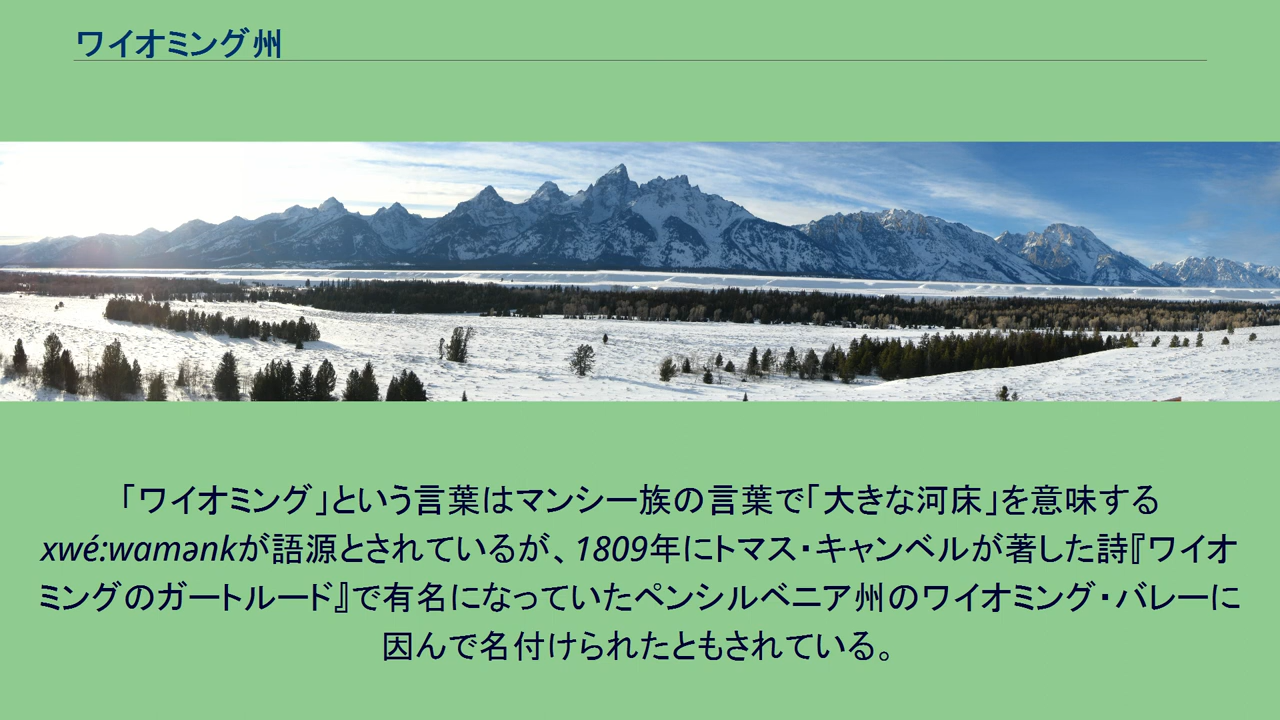 ワイオミング州
「ワイオミング」という言葉はマンシー族の言葉で「大きな河床」を意味する
xwé:wamənkが語源とされているが、1809年にトマス・キャンベルが著した詩『ワイオ
ミングのガートルード』で有名になっていたペンシルベニア州のワイオミング・バレーに
因んで名付けられたともされている。